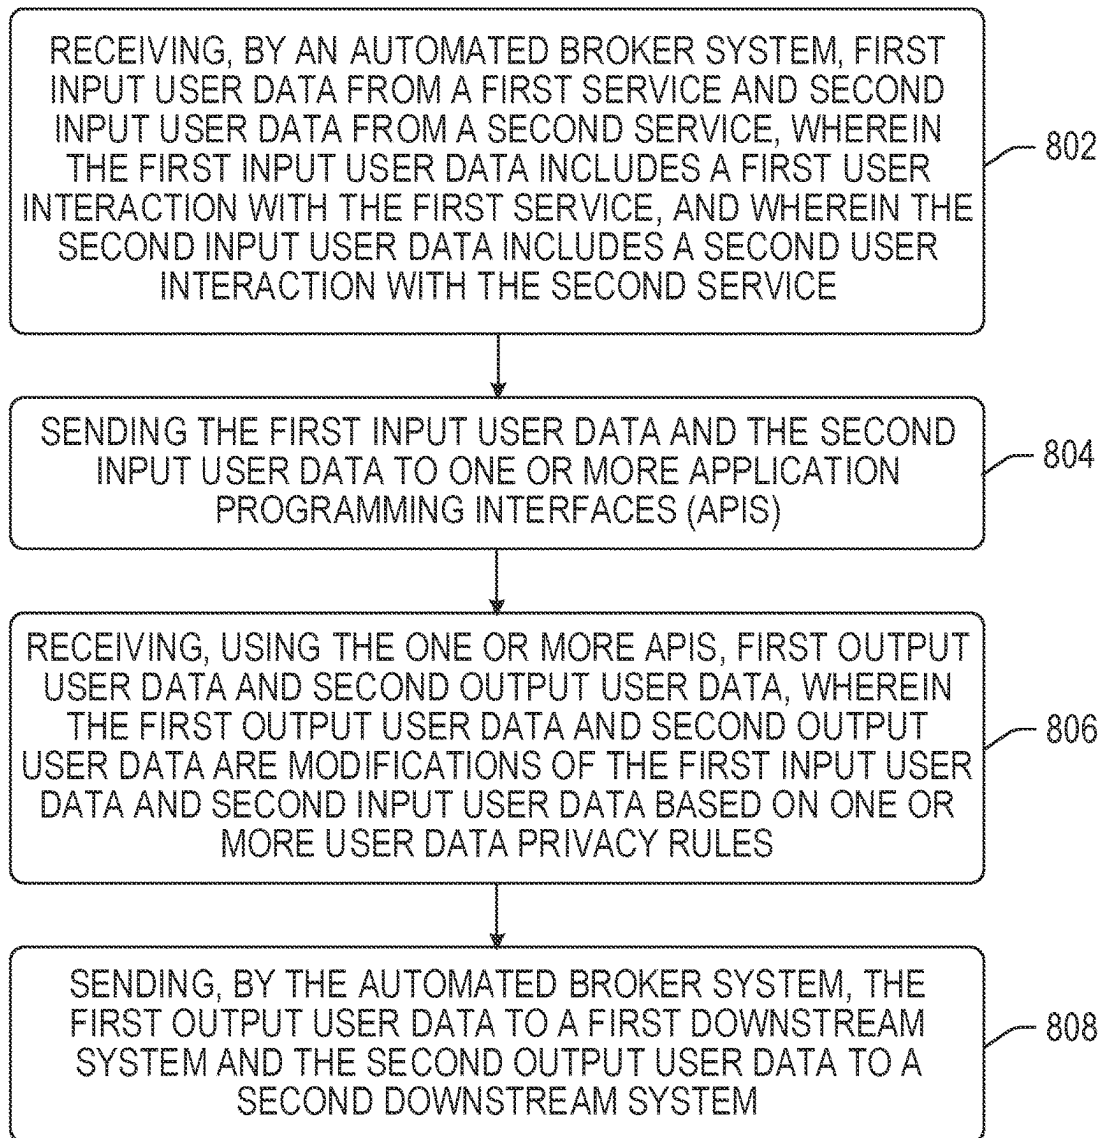 RECEIVING, BY AN AUTOMATED BROKER SYSTEM, FIRST
INPUT USER DATA FROM A FIRST SERVICE AND SECOND
INPUT USER DATA FROM A SECOND SERVICE, WHEREIN
THE FIRST INPUT USER DATA INCLUDES A FIRST USER
INTERACTION WITH THE FIRST SERVICE, AND WHEREIN THE
SECOND INPUT USER DATA INCLUDES A SECOND USER
INTERACTION WITH THE SECOND SERVICE
802
SENDING THE FIRST INPUT USER DATA AND THE SECOND
INPUT USER DATA TO ONE OR MORE APPLICATION
PROGRAMMING INTERFACES (APIS)
804
RECEIVING, USING THE ONE OR MORE APIS, FIRST OUTPUT
USER DATA AND SECOND OUTPUT USER DATA, WHEREIN
THE FIRST OUTPUT USER DATA AND SECOND OUTPUT
USER DATA ARE MODIFICATIONS OF THE FIRST INPUT USER
DATA AND SECOND INPUT USER DATA BASED ON ONE OR
MORE USER DATA PRIVACY RULES
806
SENDING, BY THE AUTOMATED BROKER SYSTEM, THE
FIRST OUTPUT USER DATA TO A FIRST DOWNSTREAM
SYSTEM AND THE SECOND OUTPUT USER DATA TO A
SECOND DOWNSTREAM SYSTEM
808